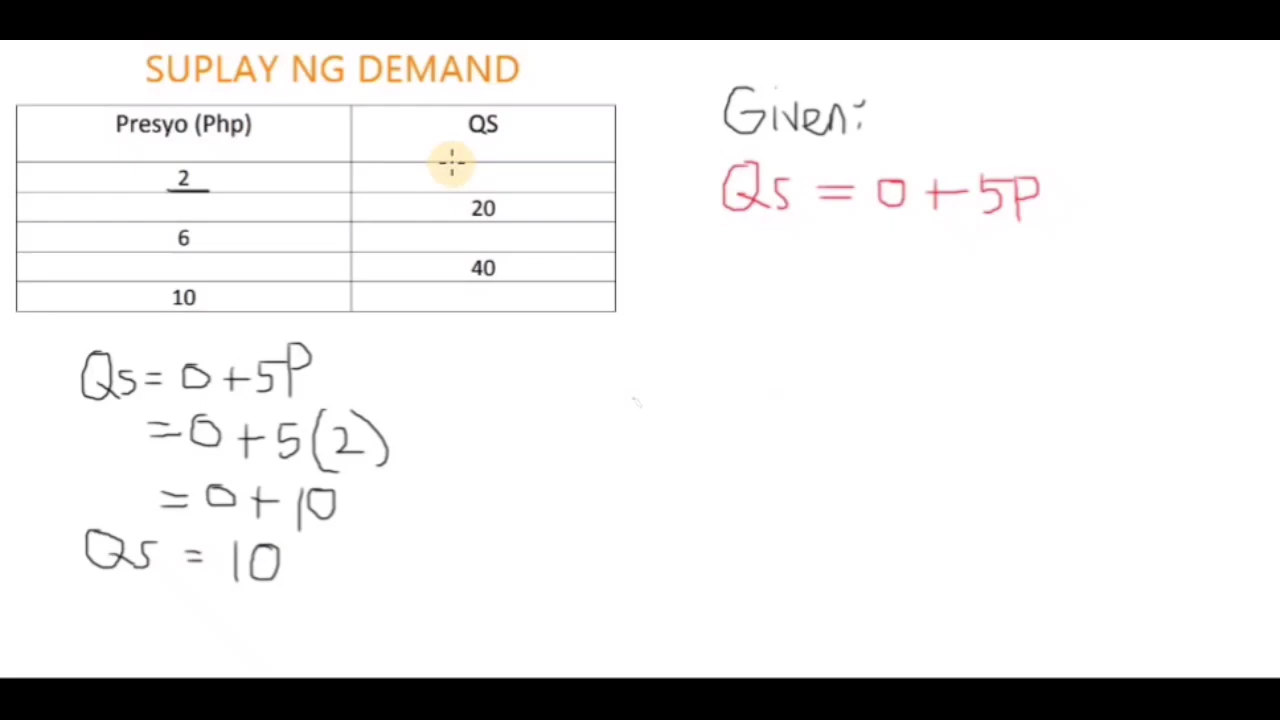 SUPLAY NG DEMAND
Presyo (Php) QS
2
20
6
40
10
Given:
Qs = 0 + 5P
Qs = 0 + 5P
= 0 + 5 (2)
= 0 + 10
Qs = 10